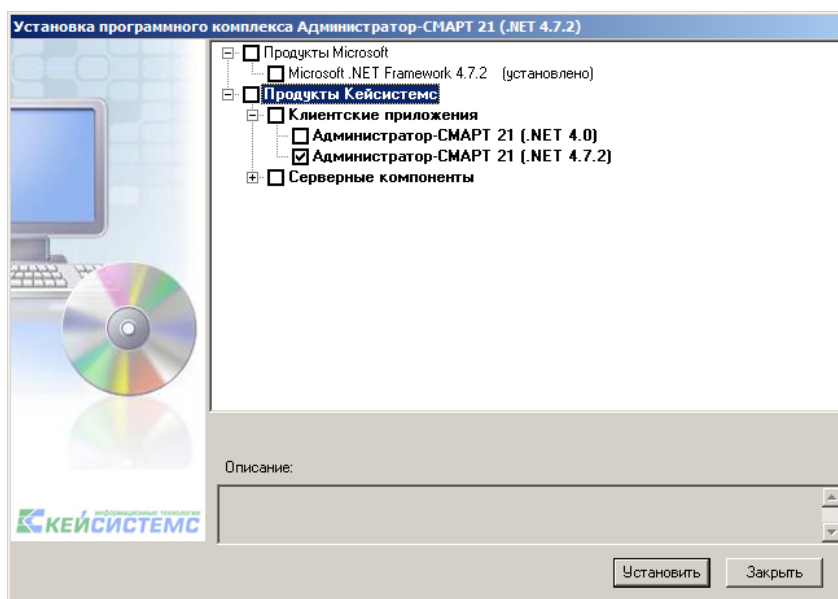 Установка программного комплекса Администратор-СМАРТ 21 (.NET 4.7.2)
Продукты Microsoft
Microsoft .NET Framework 4.7.2 (установлено)
Продукты Кейсистемс
Клиентские приложения
Администратор-СМАРТ 21 (.NET 4.0)
Администратор-СМАРТ 21 (.NET 4.7.2)
Серверные компоненты
Описание:
информационные технологии
КЕЙСИСТЕМС
Установить
Закрыть